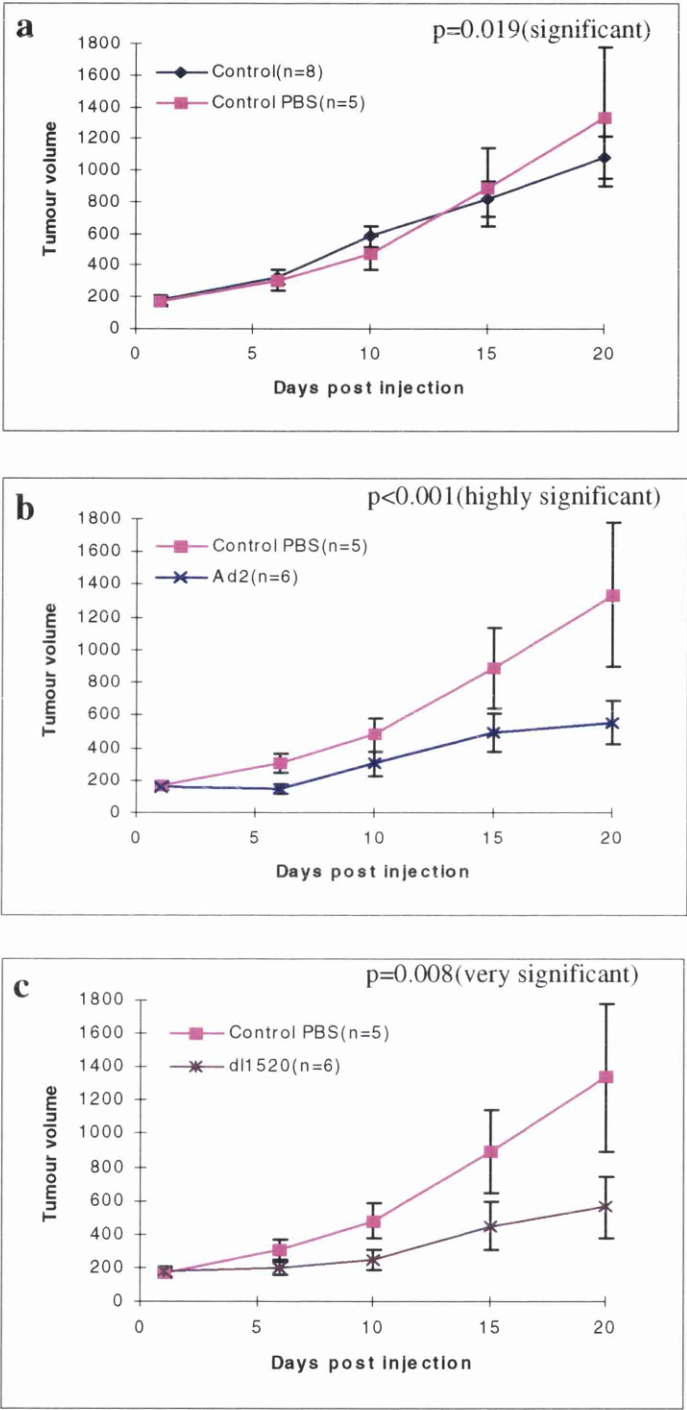 a
p=0.019(significant)
Control(n=8)
Control PBS(n=5)
Tumour volume
1800
1600
1400
1200
1000
800
600
400
200
0
0 5 10 15 20
Days post injection
b
p<0.001(highly significant)
Control PBS(n=5)
Ad2(n=6)
Tumour volume
1800
1600
1400
1200
1000
800
600
400
200
0
0 5 10 15 20
Days post injection
c
p=0.008(very significant)
Control PBS(n=5)
dl1520(n=6)
Tumour volume
1800
1600
1400
1200
1000
800
600
400
200
0
0 5 10 15 20
Days post injection